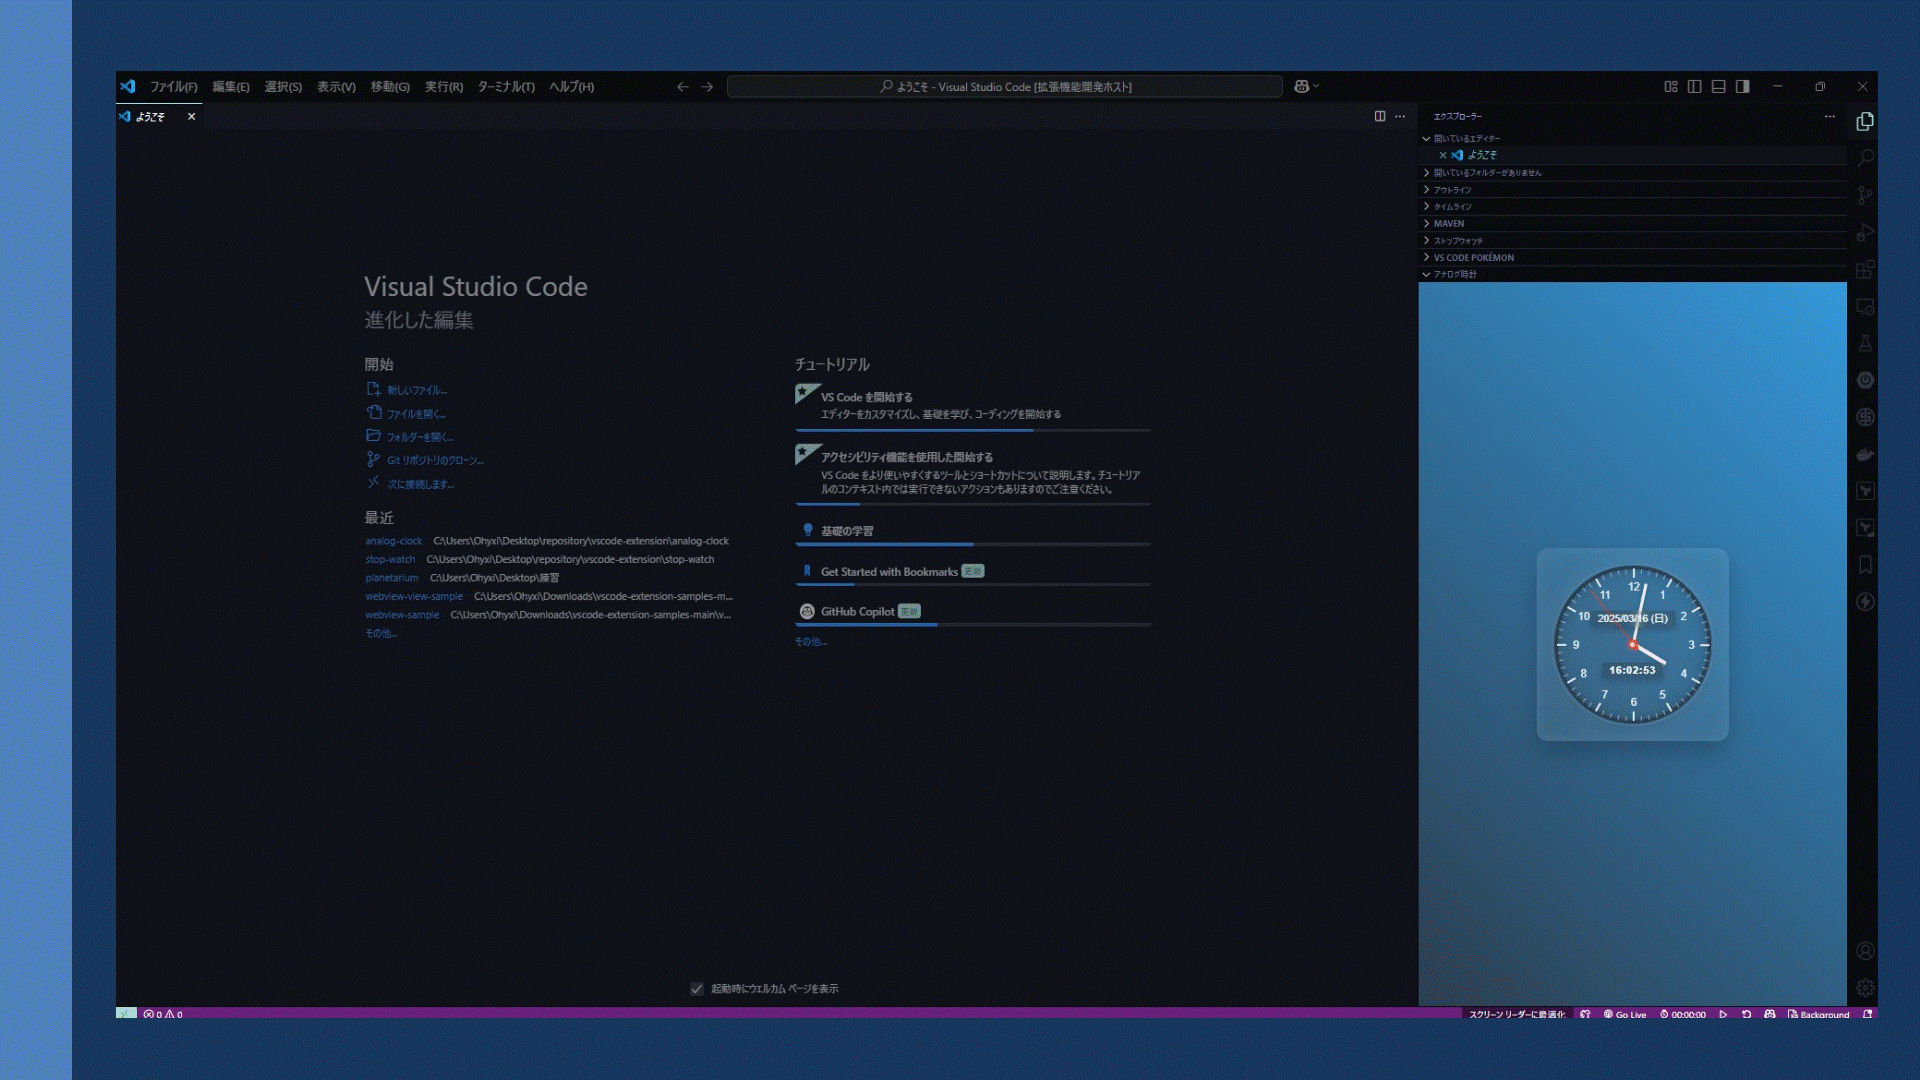 ファイル(F) 編集(E) 選択(S) 表示(V) 移動(G) 実行(R) ターミナル(T) ヘルプ(H)
ようこそ - Visual Studio Code [拡張機能開発ホスト]
ようこそ
Visual Studio Code
進化した編集
開始
新しいファイル...
ファイルを開く...
フォルダーを開く...
Git リポジトリのクローン...
次に接続します...
最近
analog-clock C:\Users\Ohyxi\Desktop\repository\vscode-extension\analog-clock
stop-watch C:\Users\Ohyxi\Desktop\repository\vscode-extension\stop-watch
planetarium C:\Users\Ohyxi\Desktop\練習
webview-view-sample C:\Users\Ohyxi\Downloads\vscode-extension-samples-m...
webview-sample C:\Users\Ohyxi\Downloads\vscode-extension-samples-main\v...
その他...
チュートリアル
VS Code を開始する
エディターをカスタマイズし、基礎を学び、コーディングを開始する
アクセシビリティ機能を使用した開始する
VS Code をより使いやすくするツールとショートカットについて説明します。チュートリア
ルのコンテキスト内では実行できないアクションもありますのでご注意ください。
基礎の学習
Get Started with Bookmarks 更新
GitHub Copilot 更新
その他...
起動時にウエルカム ページを表示
エクスプローラー
開いているエディター
ようこそ
開いているフォルダーがありません
アウトライン
タイムライン
MAVEN
ストップウォッチ
VS CODE POKÉMON
アナログ時計
12
11 1
10 2
2025/03/16 (日)
9 3
16:02:53
8 4
7 5
6
0 0
スクリーン リーダーに最適化 Go Live 00:00:00 Background